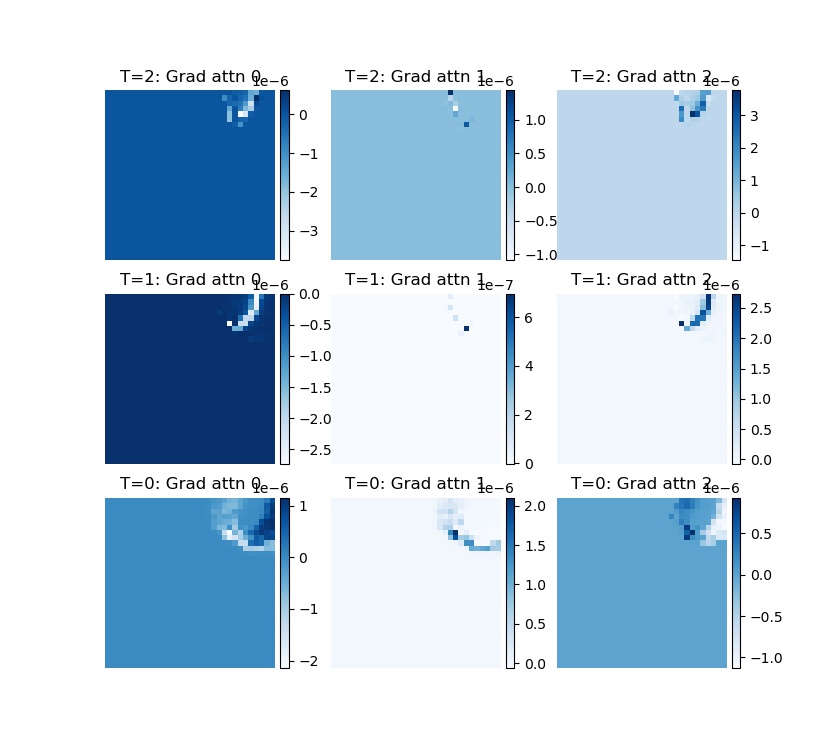 T=2: Grad attn 0
1e−6
T=2: Grad attn 1
1e−6
T=2: Grad attn 2
1e−6
0
−1
−2
−3
1.0
0.5
0.0
−0.5
−1.0
3
2
1
0
−1
T=1: Grad attn 0
1e−6
T=1: Grad attn 1
1e−7
T=1: Grad attn 2
1e−6
0.0
−0.5
−1.0
−1.5
−2.0
−2.5
6
4
2
0
2.5
2.0
1.5
1.0
0.5
0.0
T=0: Grad attn 0
1e−6
T=0: Grad attn 1
1e−6
T=0: Grad attn 2
1e−6
1
0
−1
−2
2.0
1.5
1.0
0.5
0.0
0.5
0.0
−0.5
−1.0